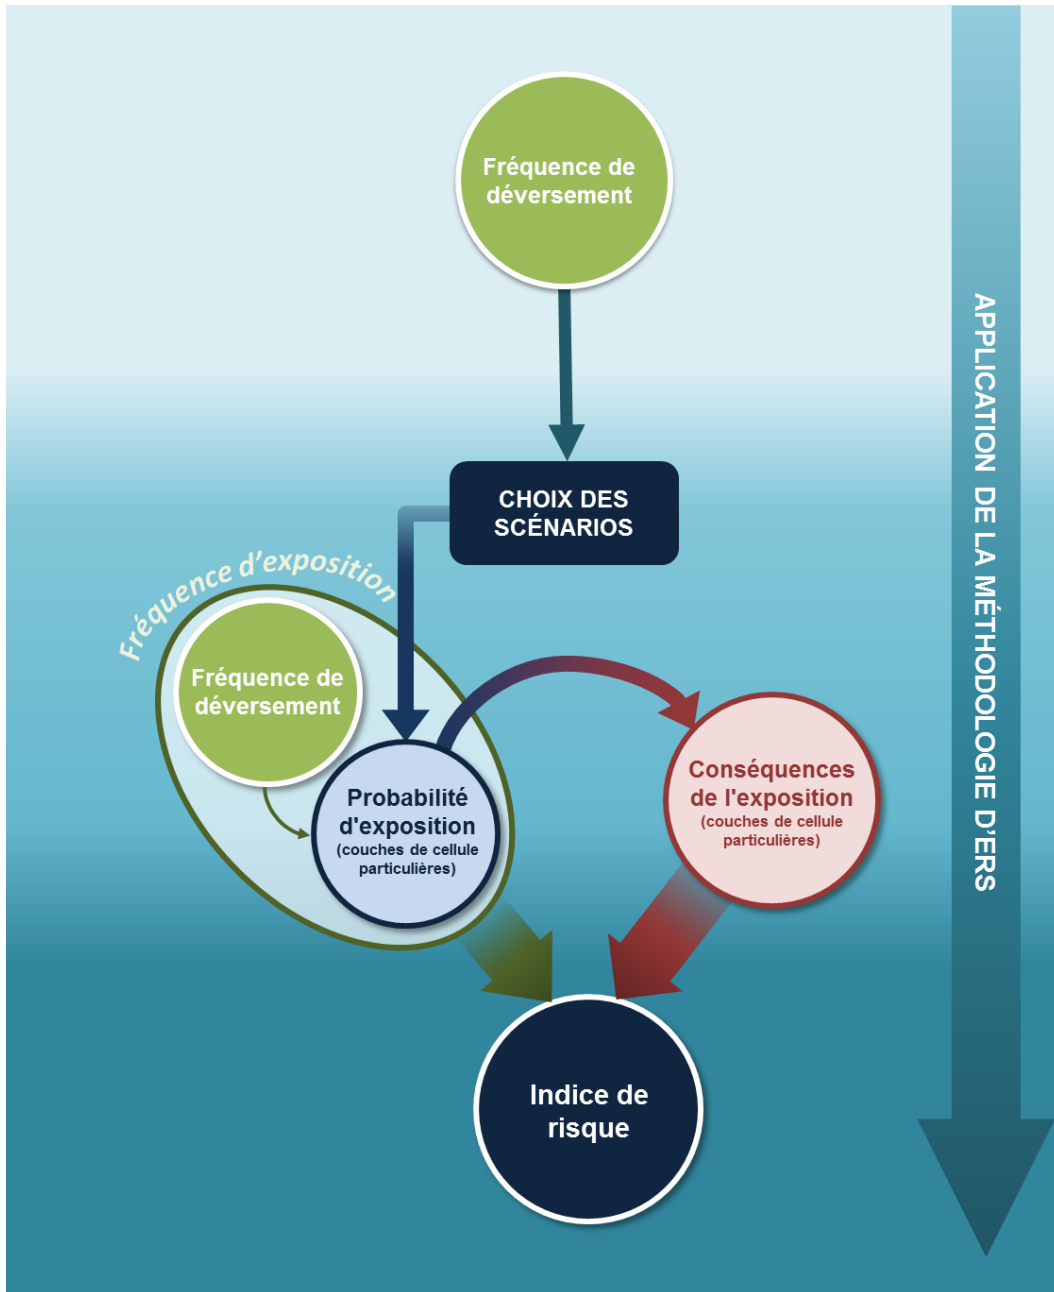 Fréquence de
déversement
CHOIX DES
SCÉNARIOS
Fréquence d'exposition
Fréquence de
déversement
Probabilité
d'exposition
(couches de cellule
particulières)
Conséquences
de l'exposition
(couches de cellule
particulières)
Indice de
risque
APPLICATION DE LA MÉTHODOLOGIE D'ERS